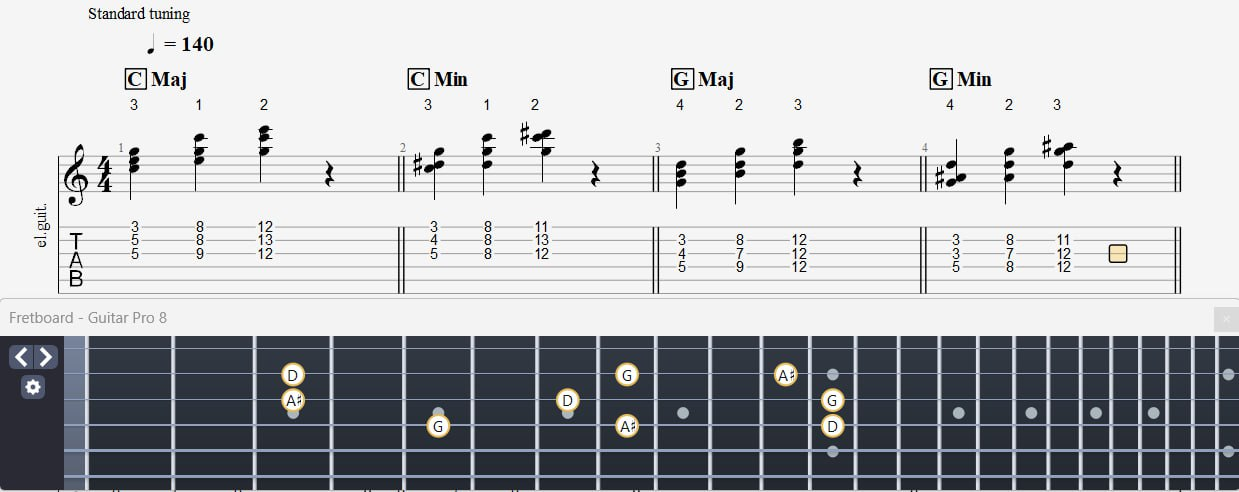 Standard tuning
♩ = 140
C Maj C Min G Maj G Min
3 1 2 3 1 2 4 2 3 4 2 3
1 2 3 4
4
4
el.guit.
T
A
B
3 8 12 3 8 11
5 8 13 4 8 13 3 8 12 3 8 11
5 9 12 5 8 12 4 7 12 3 7 12
5 9 12 5 8 12
Fretboard - Guitar Pro 8
D G A♯
A♯ D G
G A♯ D